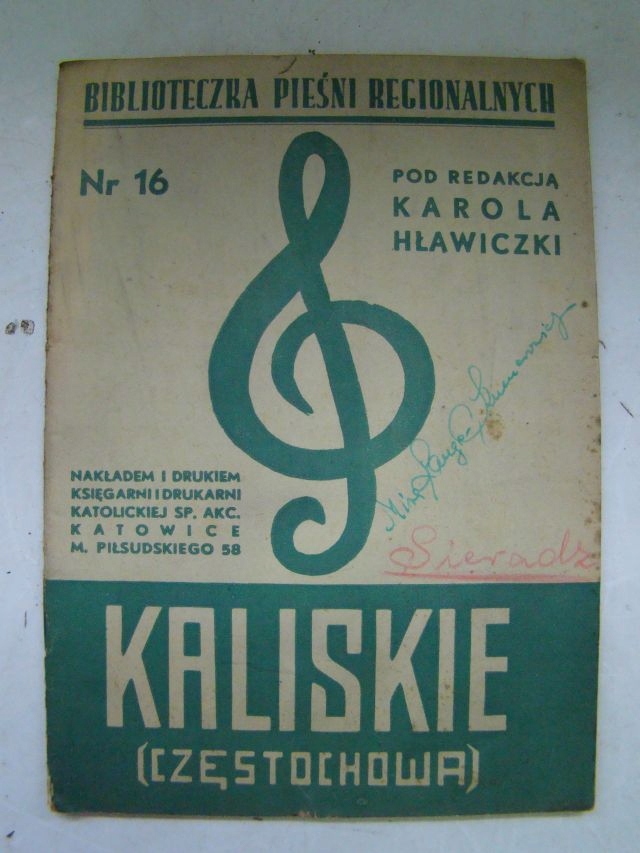 BIBLIOTECZKA PIEŚNI REGIONALNYCH
Nr 16
POD REDAKCJĄ
KAROLA
HŁAWICZKI
NAKŁADEM I DRUKIEM
KSIĘGARNI I DRUKARNI
KATOLICKIEJ SP. AKC.
KATOWICE
M. PIŁSUDSKIEGO 58
Sieradz
KALISKIE
(CZĘSTOCHOWA)